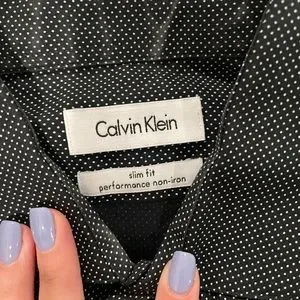 Calvin Klein
slim fit
performance non-iron